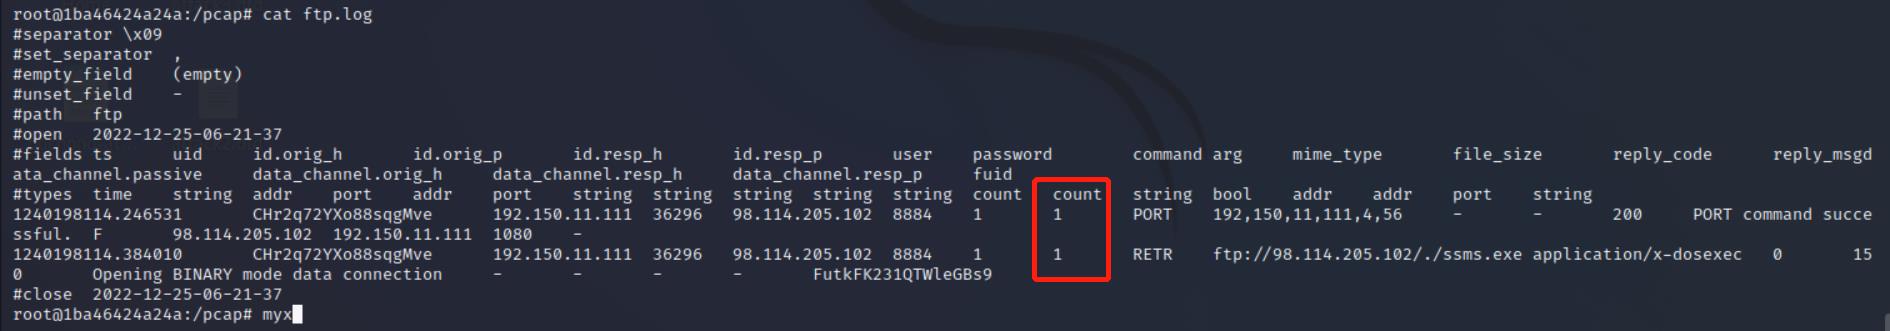 root@1ba46424a24a:/pcap# cat ftp.log
#separator \x09
#set_separator  ,
#empty_field    (empty)
#unset_field    -
#path   ftp
#open   2022-12-25-06-21-37
#fields ts      uid     id.orig_h       id.orig_p       id.resp_h       id.resp_p       user    password        command arg     mime_type       file_size       reply_code      reply_msgd
ata_channel.passive     data_channel.orig_h     data_channel.resp_h     data_channel.resp_p     fuid
#types  time    string  addr    port    addr    port    string  string  string  string  string  count   count   string  bool    addr    addr    port    string
1240198114.246531       CHr2q72YXo88sqgMve      192.150.11.111  36296   98.114.205.102  8884    1       1       PORT    192,150,11,111,4,56     -       -       200     PORT command succe
ssful.  F       98.114.205.102  192.150.11.111  1080    -
1240198114.384010       CHr2q72YXo88sqgMve      192.150.11.111  36296   98.114.205.102  8884    1       1       RETR    ftp://98.114.205.102/./ssms.exe application/x-dosexec   0       15
0       Opening BINARY mode data connection     -       -       -       -       FutkFK231QTWleGBs9
#close  2022-12-25-06-21-37
root@1ba46424a24a:/pcap# myx